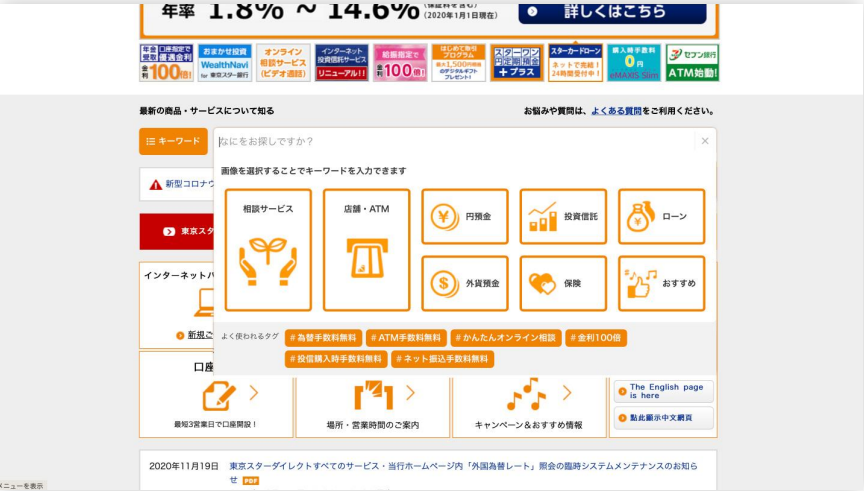 年率 1.8% ~ 14.6% (保証料を含む) (2020年1月1日現在) 詳しくはこちら
年金受取 口座指定で優遇金利 金利100倍!
おまかせ投資 WealthNavi for 東京スター銀行
オンライン相談サービス (ビデオ通話)
インターネット投資信託サービス リニューアル!!
給振指定で 金利100倍!
はじめて取引プログラム 最大1,500円相当のデジタルギフトプレゼント!
スターワン円定期預金+プラス
スターカードローン ネットで完結! 24時間受付中!
購入時手数料0円 eMAXIS Slim
セブン銀行 ATM始動!
最新の商品・サービスについて知る
お悩みや質問は、よくある質問をご利用ください。
キーワード
なにをお探しですか?
×
画像を選択することでキーワードを入力できます
新型コロナウ
東京スタ
相談サービス
店舗・ATM
円預金
投資信託
ローン
外貨預金
保険
おすすめ
インターネットバ
新規ご
よく使われるタグ
#為替手数料無料 #ATM手数料無料 #かんたんオンライン相談 #金利100倍
#投信購入時手数料無料 #ネット振込手数料無料
口座
最短3営業日で口座開設!
場所・営業時間のご案内
キャンペーン&おすすめ情報
The English page
is here
點此顯示中文網頁
2020年11月19日 東京スターダイレクトすべてのサービス・当行ホームページ内「外国為替レート」照会の臨時システムメンテナンスのお知ら
せ PDF
メニューを表示